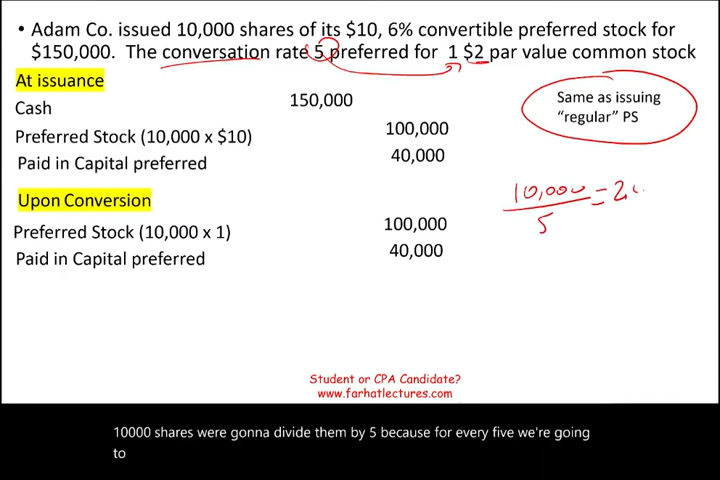 • Adam Co. issued 10,000 shares of its $10, 6% convertible preferred stock for
$150,000. The conversation rate 5 preferred for 1 $2 par value common stock
At issuance
Cash 150,000
Preferred Stock (10,000 x $10) 100,000
Paid in Capital preferred 40,000
Same as issuing
"regular" PS
Upon Conversion
Preferred Stock (10,000 x 1) 100,000
Paid in Capital preferred 40,000
10,000
5
= 2
Student or CPA Candidate?
www.farhatlectures.com
10000 shares were gonna divide them by 5 because for every five we're going
to